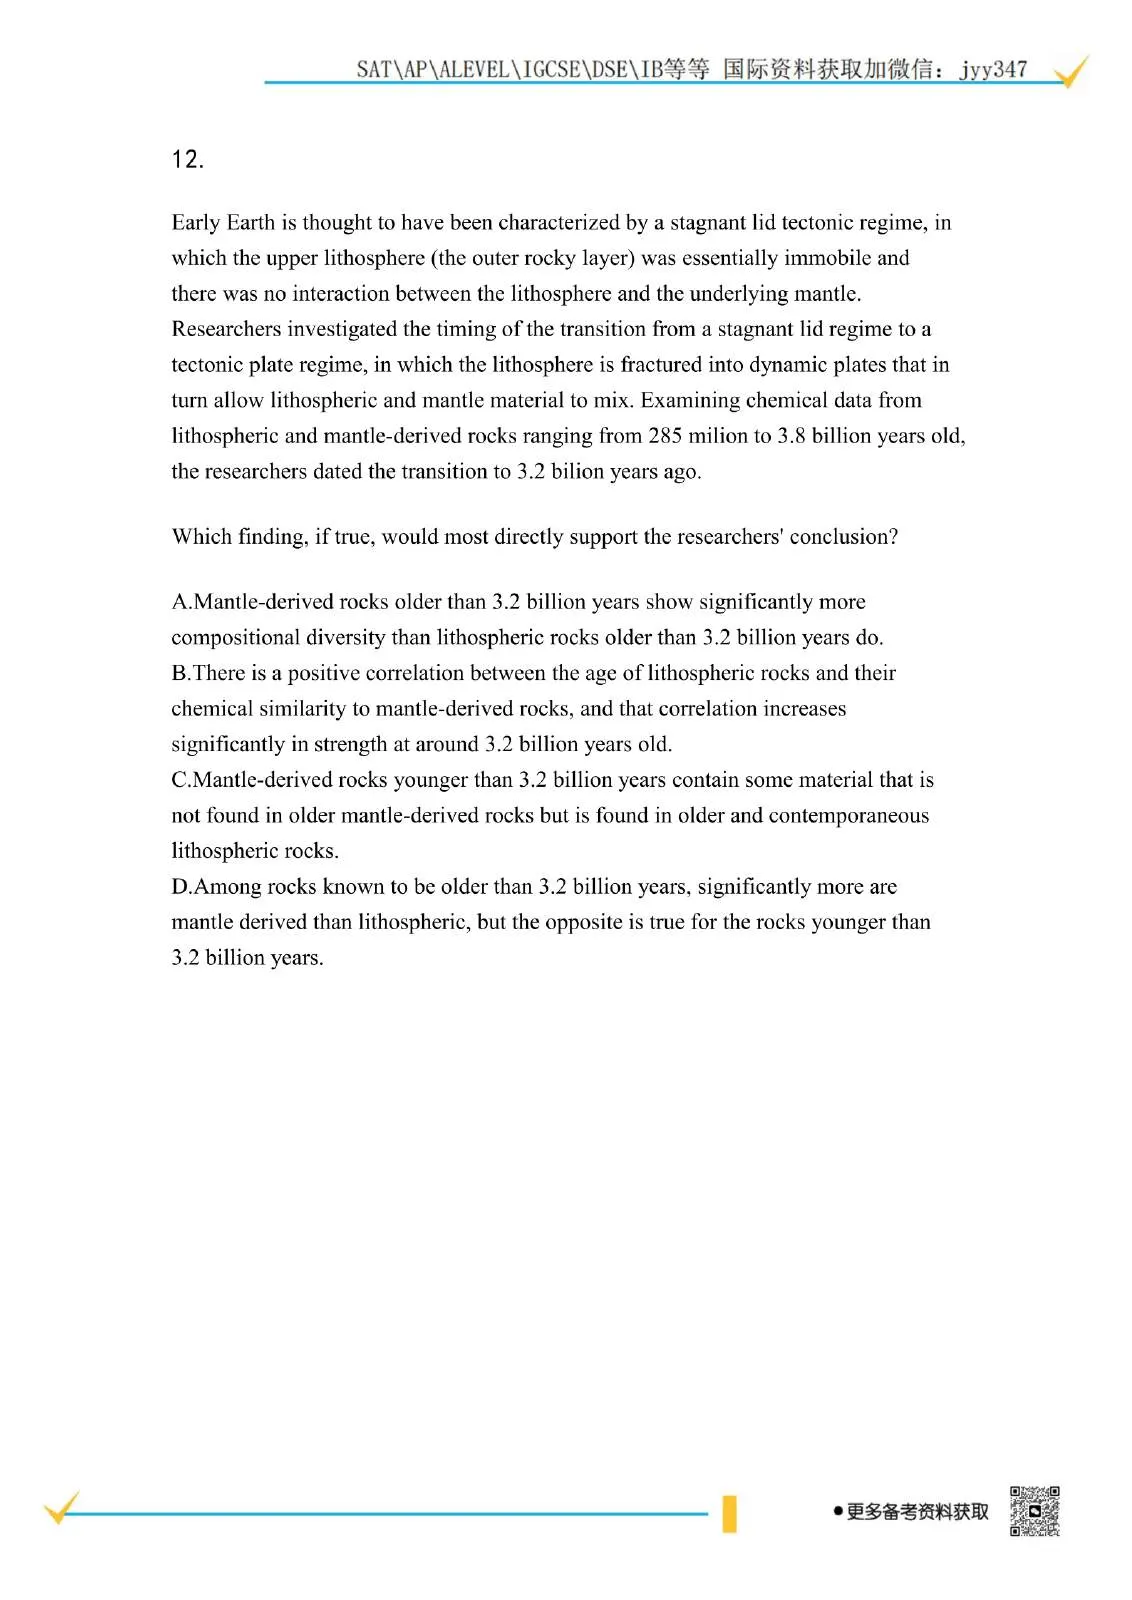 SAT\AP\ALEVEL\IGCSE\DSE\IB等等 国际资料获取加微信：jyy347
12.
Early Earth is thought to have been characterized by a stagnant lid tectonic regime, in
which the upper lithosphere (the outer rocky layer) was essentially immobile and
there was no interaction between the lithosphere and the underlying mantle.
Researchers investigated the timing of the transition from a stagnant lid regime to a
tectonic plate regime, in which the lithosphere is fractured into dynamic plates that in
turn allow lithospheric and mantle material to mix. Examining chemical data from
lithospheric and mantle-derived rocks ranging from 285 milion to 3.8 billion years old,
the researchers dated the transition to 3.2 bilion years ago.
Which finding, if true, would most directly support the researchers' conclusion?
A.Mantle-derived rocks older than 3.2 billion years show significantly more
compositional diversity than lithospheric rocks older than 3.2 billion years do.
B.There is a positive correlation between the age of lithospheric rocks and their
chemical similarity to mantle-derived rocks, and that correlation increases
significantly in strength at around 3.2 billion years old.
C.Mantle-derived rocks younger than 3.2 billion years contain some material that is
not found in older mantle-derived rocks but is found in older and contemporaneous
lithospheric rocks.
D.Among rocks known to be older than 3.2 billion years, significantly more are
mantle derived than lithospheric, but the opposite is true for the rocks younger than
3.2 billion years.
•更多备考资料获取